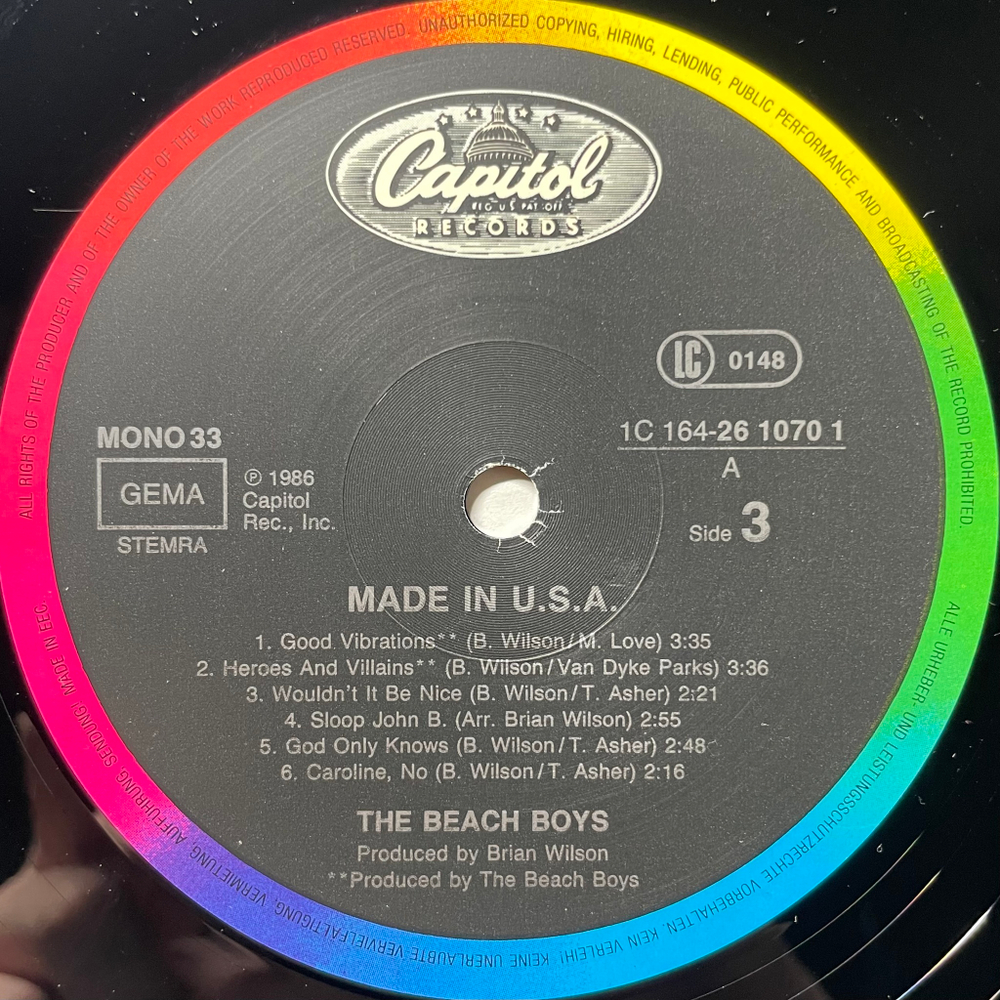 ALL RIGHTS OF THE PRODUCER AND OF THE OWNER OF THE WORK REPRODUCED RESERVED. UNAUTHORIZED COPYING, HIRING, LENDING, PUBLIC PERFORMANCE AND BROADCASTING OF THE RECORD PROHIBITED.
Capitol
REG US PAT OFF
RECORDS
LC 0148
MONO 33
GEMA
STEMRA
℗ 1986
Capitol
Rec., Inc.
1C 164-26 1070 1
A
Side 3
MADE IN U.S.A.
1. Good Vibrations** (B. Wilson/M. Love) 3:35
2. Heroes And Villains** (B. Wilson/Van Dyke Parks) 3:36
3. Wouldn't It Be Nice (B. Wilson/T. Asher) 2:21
4. Sloop John B. (Arr. Brian Wilson) 2:55
5. God Only Knows (B. Wilson/T. Asher) 2:48
6. Caroline, No (B. Wilson/T. Asher) 2:16
THE BEACH BOYS
Produced by Brian Wilson
**Produced by The Beach Boys
ALLE URHEBER- UND LEISTUNGSSCHUTZRECHTE VORBEHALTEN. KEIN VERLEIH! KEINE UNERLAUBTE VERVIELFÄLTIGUNG, VERMIETUNG, AUFFÜHRUNG, SENDUNG! MADE IN EEC.